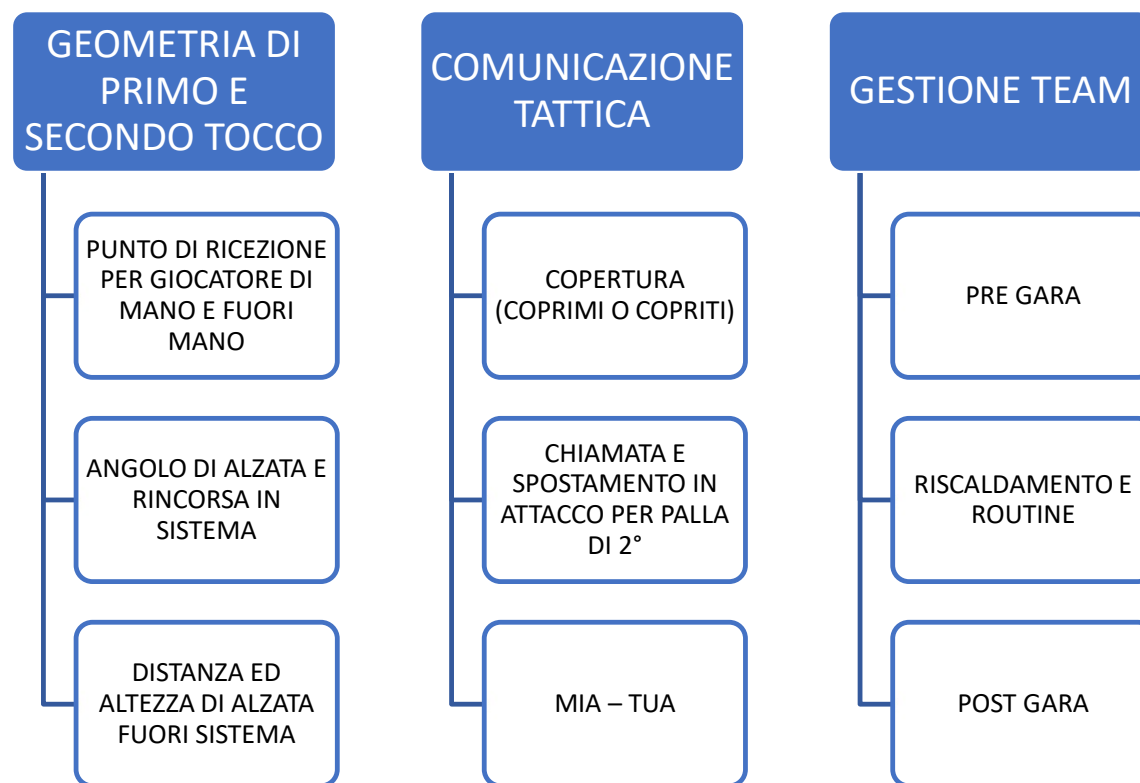 GEOMETRIA DI
PRIMO E
SECONDO TOCCO
PUNTO DI RICEZIONE
PER GIOCATORE DI
MANO E FUORI
MANO
ANGOLO DI ALZATA E
RINCORSA IN
SISTEMA
DISTANZA ED
ALTEZZA DI ALZATA
FUORI SISTEMA
COMUNICAZIONE
TATTICA
COPERTURA
(COPRIMI O COPRITI)
CHIAMATA E
SPOSTAMENTO IN
ATTACCO PER PALLA
DI 2°
MIA – TUA
GESTIONE TEAM
PRE GARA
RISCALDAMENTO E
ROUTINE
POST GARA